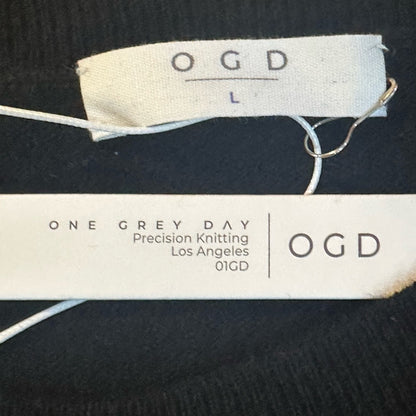 OGD
L
ONE GREY DAY
Precision Knitting
Los Angeles
01GD
OGD